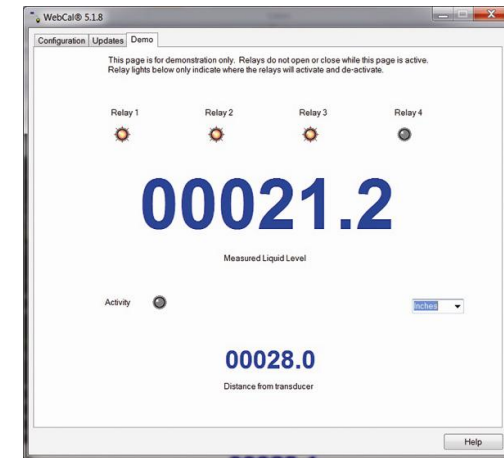 WebCal® 5.1.8
Configuration Updates Demo
This page is for demonstration only. Relays do not open or close while this page is active.
Relay lights below only indicate where the relays will activate and de-activate.
Relay 1 Relay 2 Relay 3 Relay 4
00021.2
Measured Liquid Level
Activity
Inches
00028.0
Distance from transducer
Help